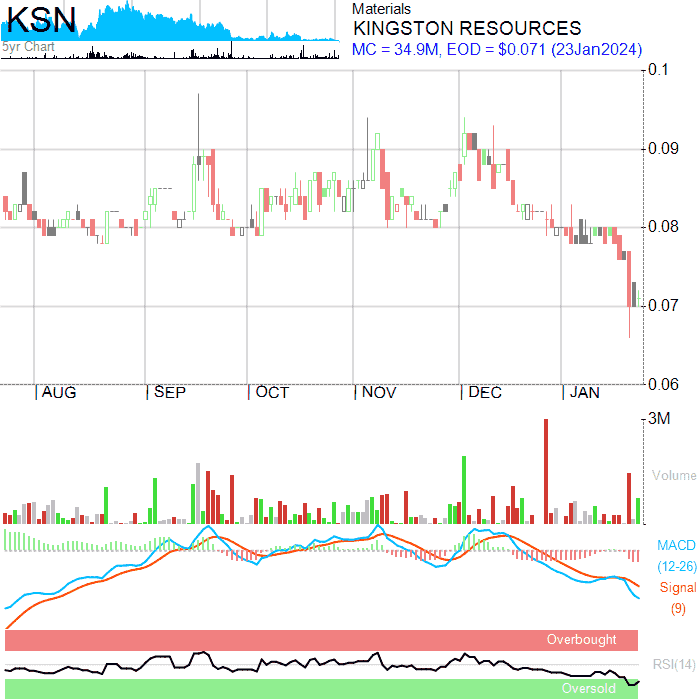 KSN
5yr Chart
Materials
KINGSTON RESOURCES
MC = 34.9M, EOD = $0.071 (23Jan2024)
0.1
0.09
0.08
0.07
0.06
AUG SEP OCT NOV DEC JAN
3M
Volume
MACD
(12-26)
Signal
(9)
Overbought
RSI(14)
Oversold